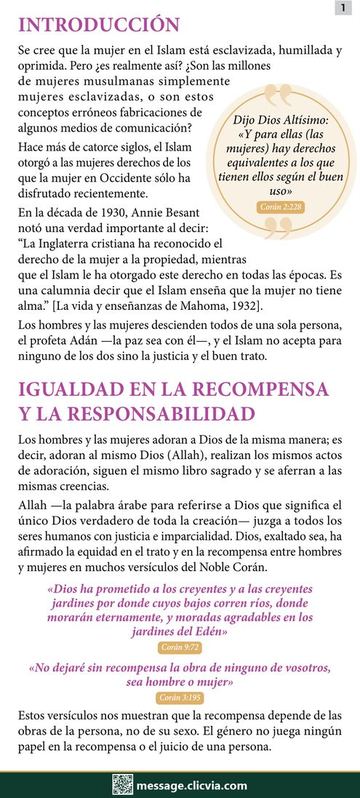 1
INTRODUCCIÓN
Se cree que la mujer en el Islam está esclavizada, humillada y
oprimida. Pero ¿es realmente así? ¿Son las millones
de mujeres musulmanas simplemente
mujeres esclavizadas, o son estos
conceptos erróneos fabricaciones de
algunos medios de comunicación?
Hace más de catorce siglos, el Islam
otorgó a las mujeres derechos de los
que la mujer en Occidente sólo ha
disfrutado recientemente.
Dijo Dios Altísimo:
«Y para ellas (las
mujeres) hay derechos
equivalentes a los que
tienen ellos según el buen
uso»
Corán 2:228
En la década de 1930, Annie Besant
notó una verdad importante al decir:
“La Inglaterra cristiana ha reconocido el
derecho de la mujer a la propiedad, mientras
que el Islam le ha otorgado este derecho en todas las épocas. Es
una calumnia decir que el Islam enseña que la mujer no tiene
alma.” [La vida y enseñanzas de Mahoma, 1932].
Los hombres y las mujeres descienden todos de una sola persona,
el profeta Adán —la paz sea con él—, y el Islam no acepta para
ninguno de los dos sino la justicia y el buen trato.
IGUALDAD EN LA RECOMPENSA
Y LA RESPONSABILIDAD
Los hombres y las mujeres adoran a Dios de la misma manera; es
decir, adoran al mismo Dios (Allah), realizan los mismos actos
de adoración, siguen el mismo libro sagrado y se aferran a las
mismas creencias.
Allah —la palabra árabe para referirse a Dios que significa el
único Dios verdadero de toda la creación— juzga a todos los
seres humanos con justicia e imparcialidad. Dios, exaltado sea, ha
afirmado la equidad en el trato y en la recompensa entre hombres
y mujeres en muchos versículos del Noble Corán.
«Dios ha prometido a los creyentes y a las creyentes
jardines por donde cuyos bajos corren ríos, donde
morarán eternamente, y moradas agradables en los
jardines del Edén»
Corán 9:72
«No dejaré sin recompensa la obra de ninguno de vosotros,
sea hombre o mujer»
Corán 3:195
Estos versículos nos muestran que la recompensa depende de las
obras de la persona, no de su sexo. El género no juega ningún
papel en la recompensa o el juicio de una persona.
message.clicvia.com